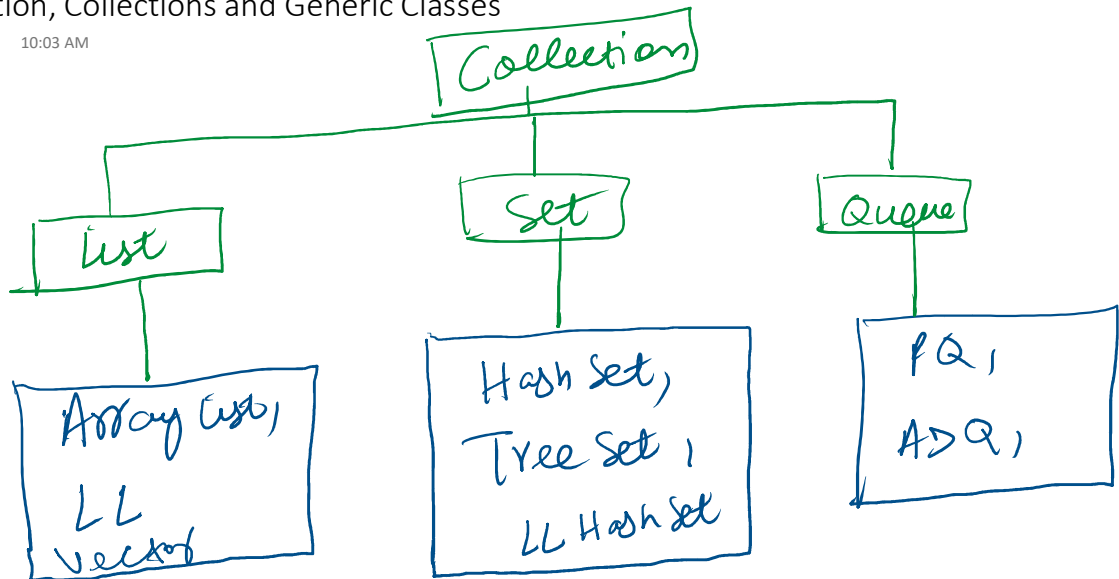 tion, Collections and Generic Classes
10:03 AM
Collection
List
Set
Queue
Array List,
LL
Vector
Hash Set,
Tree Set,
LL Hash Set
PQ,
ADQ,